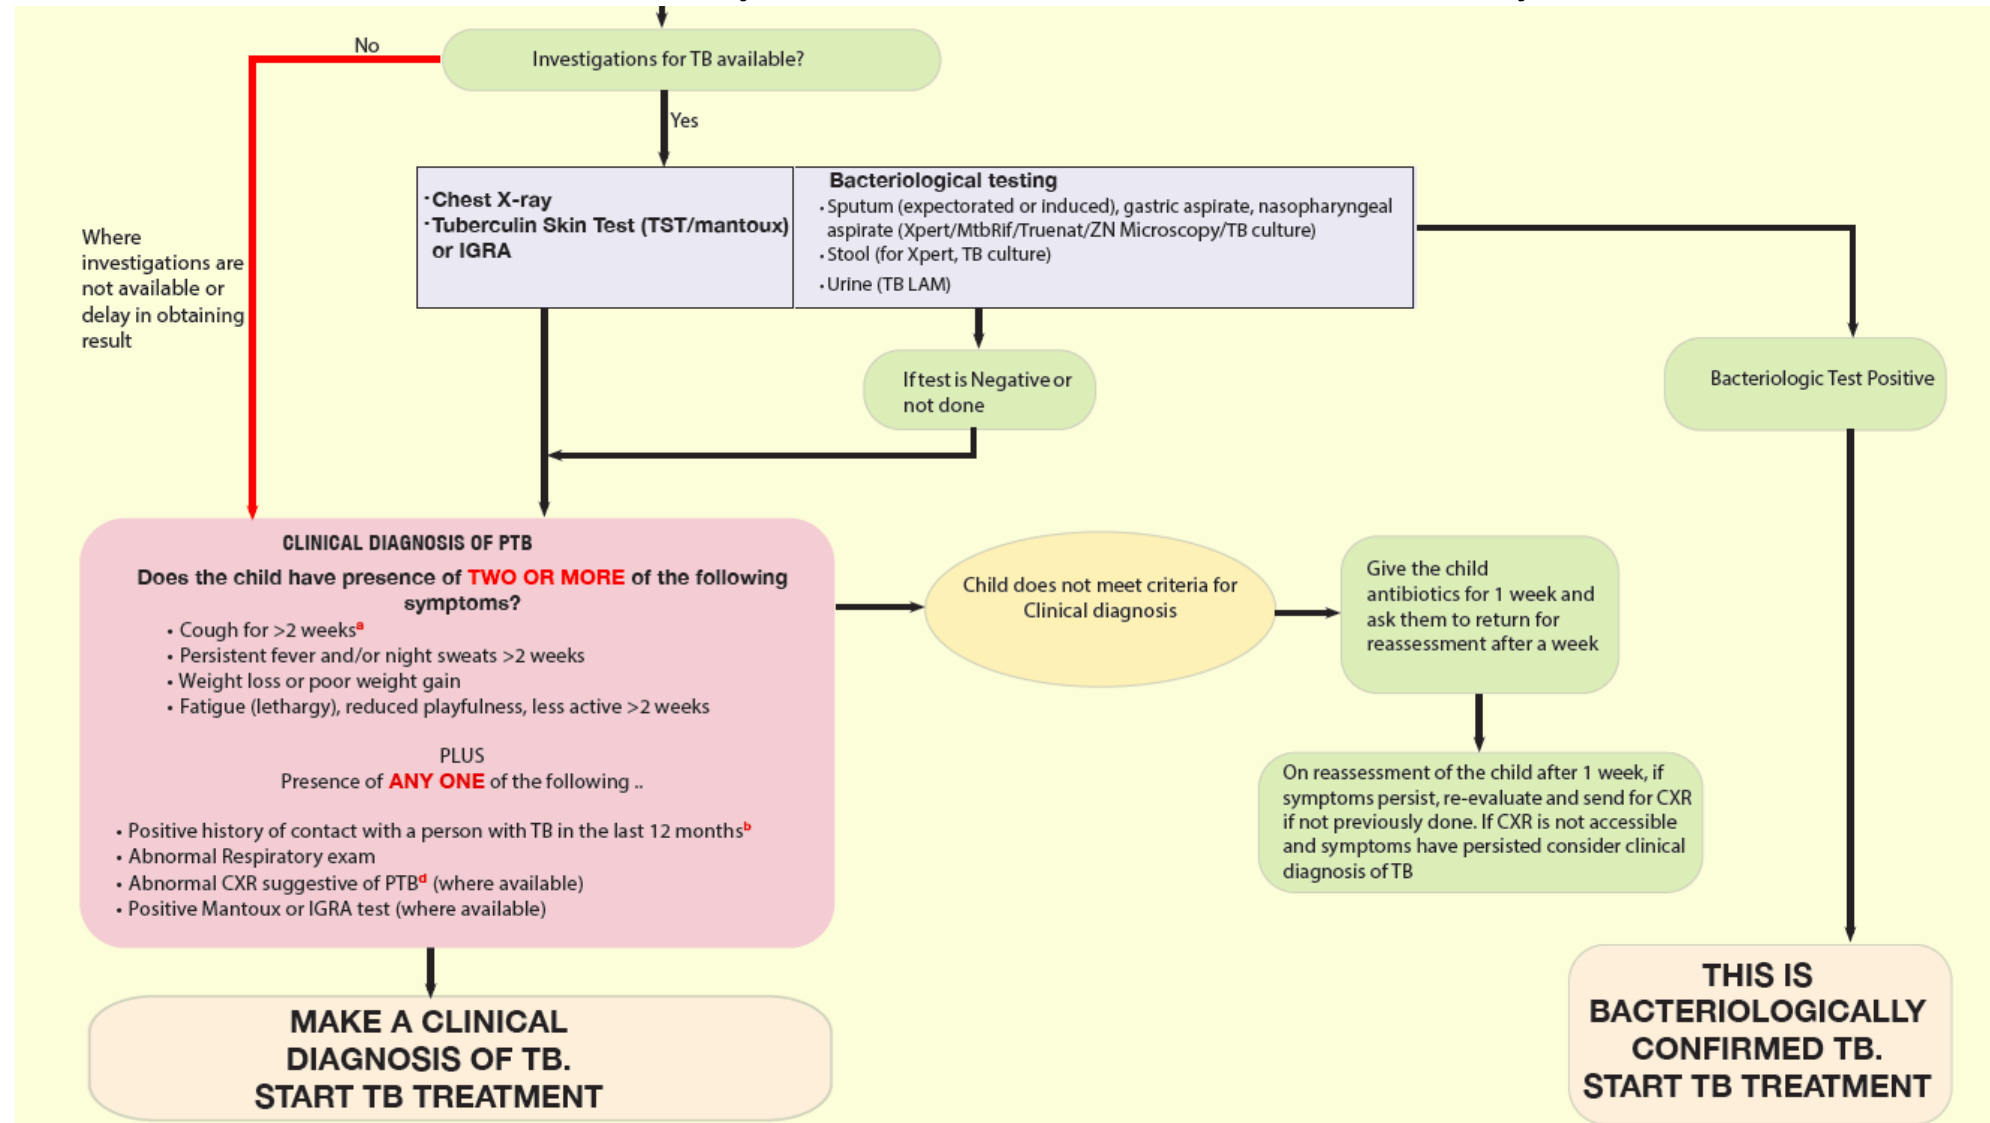 No
Investigations for TB available?
Yes
Where
investigations are
not available or
delay in obtaining
result
·Chest X-ray
·Tuberculin Skin Test (TST/mantoux)
or IGRA
Bacteriological testing
• Sputum (expectorated or induced), gastric aspirate, nasopharyngeal
aspirate (Xpert/MtbRif/Truenat/ZN Microscopy/TB culture)
• Stool (for Xpert, TB culture)
• Urine (TB LAM)
If test is Negative or
not done
Bacteriologic Test Positive
CLINICAL DIAGNOSIS OF PTB
Does the child have presence of TWO OR MORE of the following
symptoms?
• Cough for >2 weeksa
• Persistent fever and/or night sweats >2 weeks
• Weight loss or poor weight gain
• Fatigue (lethargy), reduced playfulness, less active >2 weeks
PLUS
Presence of ANY ONE of the following ..
• Positive history of contact with a person with TB in the last 12 monthsb
• Abnormal Respiratory exam
• Abnormal CXR suggestive of PTBd (where available)
• Positive Mantoux or IGRA test (where available)
Child does not meet criteria for
Clinical diagnosis
Give the child
antibiotics for 1 week and
ask them to return for
reassessment after a week
On reassessment of the child after 1 week, if
symptoms persist, re-evaluate and send for CXR
if not previously done. If CXR is not accessible
and symptoms have persisted consider clinical
diagnosis of TB
MAKE A CLINICAL
DIAGNOSIS OF TB.
START TB TREATMENT
THIS IS
BACTERIOLOGICALLY
CONFIRMED TB.
START TB TREATMENT